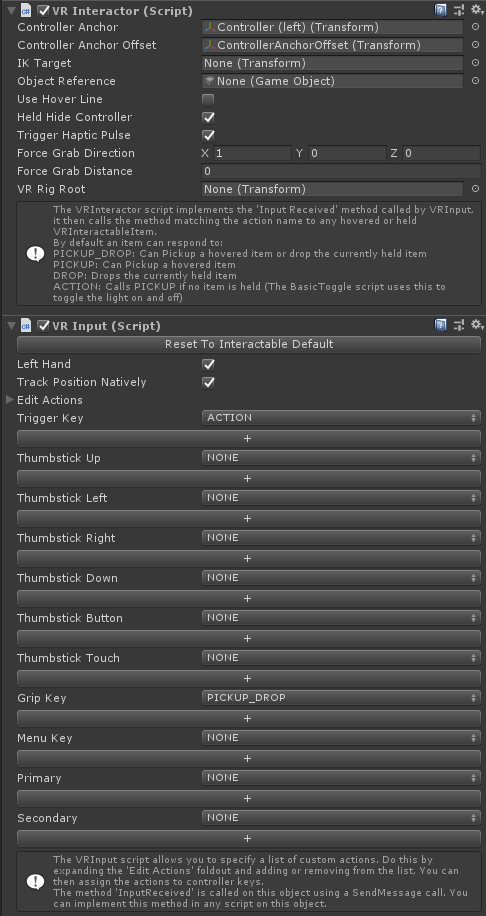 VR Interactor (Script)
Controller Anchor Controller (left) (Transform)
Controller Anchor Offset ControllerAnchorOffset (Transform)
IK Target None (Transform)
Object Reference None (Game Object)
Use Hover Line
Held Hide Controller
Trigger Haptic Pulse
Force Grab Direction X 1 Y 0 Z 0
Force Grab Distance 0
VR Rig Root None (Transform)
The VRInteractor script implements the 'Input Received' method called by VRInput,
it then calls the method matching the action name to any hovered or held
VRInteractableItem.
By default an item can respond to:
PICKUP_DROP: Can Pickup a hovered item or drop the currently held item
PICKUP: Can Pickup a hovered item
DROP: Drops the currently held item
ACTION: Calls PICKUP if no item is held (The BasicToggle script uses this to
toggle the light on and off)
VR Input (Script)
Reset To Interactable Default
Left Hand
Track Position Natively
Edit Actions
Trigger Key ACTION
+
Thumbstick Up NONE
+
Thumbstick Left NONE
+
Thumbstick Right NONE
+
Thumbstick Down NONE
+
Thumbstick Button NONE
+
Thumbstick Touch NONE
+
Grip Key PICKUP_DROP
+
Menu Key NONE
+
Primary NONE
+
Secondary NONE
+
The VRInput script allows you to specify a list of custom actions. Do this by
expanding the 'Edit Actions' foldout and adding or removing from the list. You can
then assign the actions to controller keys.
The method 'InputReceived' is called on this object using a SendMessage call. You can
implement this method in any script on this object.